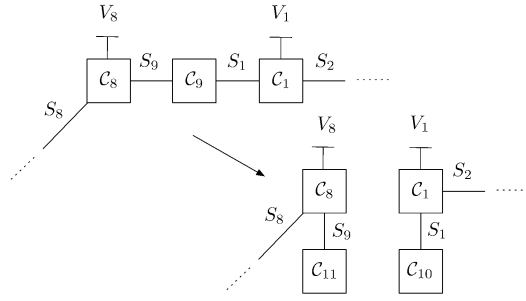 V₈ V₁
S₉ S₁ S₂
𝒞₈ 𝒞₉ 𝒞₁
S₈
V₈ V₁
S₂
𝒞₈ 𝒞₁
S₈ S₉ S₁
𝒞₁₁ 𝒞₁₀